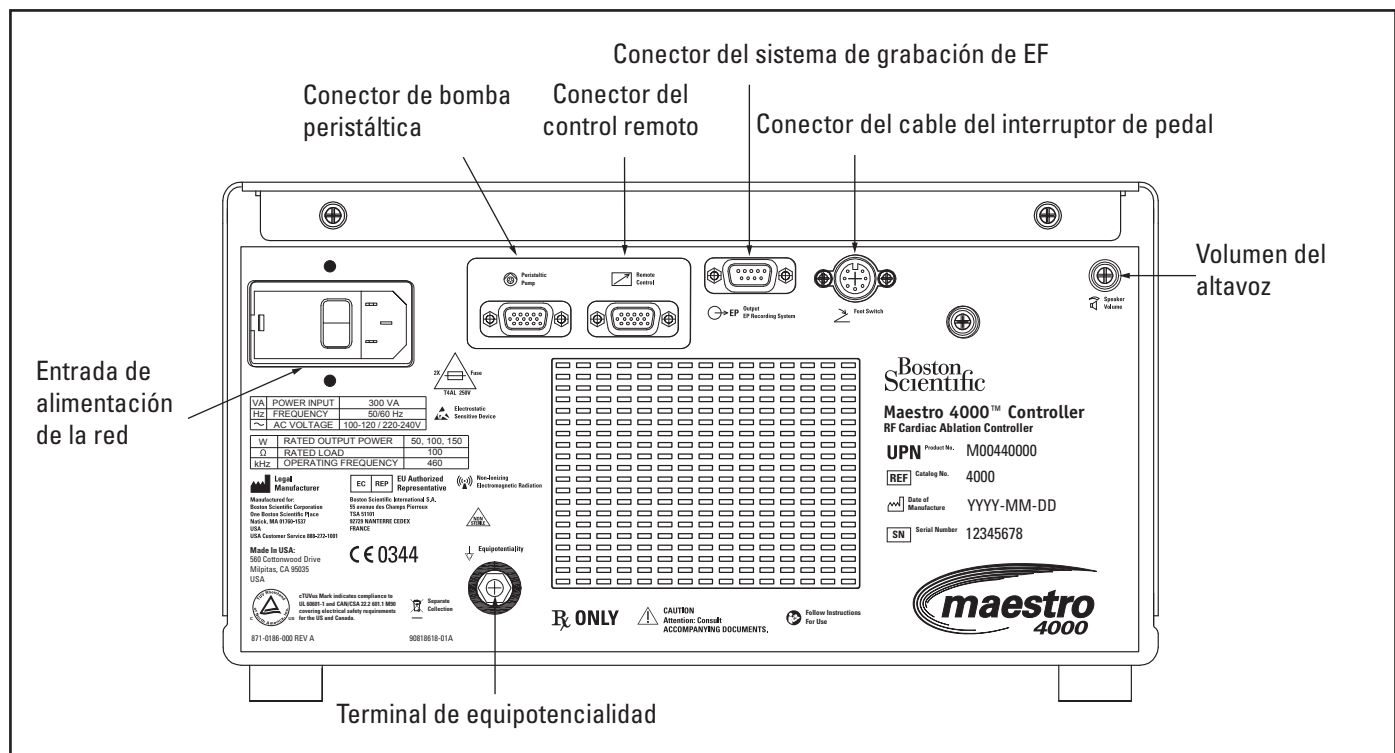 Conector del sistema de grabación de EF
Conector de bomba
peristáltica
Conector del
control remoto
Conector del cable del interruptor de pedal
Volumen del
altavoz
Entrada de
alimentación
de la red
Terminal de equipotencialidad
Peristaltic
Pump
Remote
Control
EP
Output
EP Recording System
Foot Switch
Speaker
Volume
2X Fuse
T4AL 250V
Electrostatic
Sensitive Device
VA POWER INPUT 300 VA
Hz FREQUENCY 50/60 Hz
~ AC VOLTAGE 100-120 / 220-240V
W RATED OUTPUT POWER 50, 100, 150
Ω RATED LOAD 100
kHz OPERATING FREQUENCY 460
Legal
Manufacturer
Manufactured for:
Boston Scientific Corporation
One Boston Scientific Place
Natick, MA 01760-1537
USA
USA Customer Service 888-272-1001
EC REP EU Authorized
Representative
Boston Scientific International S.A.
55 avenue des Champs Pierreux
TSA 51101
92729 NANTERRE CEDEX
FRANCE
Non-Ionizing
Electromagnetic Radiation
NON
STERILE
Made In USA:
560 Cottonwood Drive
Milpitas, CA 95035
USA
CE 0344
Equipotentiality
cTUVus Mark indicates compliance to
UL 60601-1 and CAN/CSA 22.2 601.1 M90
covering electrical safety requirements
for the US and Canada.
C US
Separate
Collection
871-0186-000 REV A
90818618-01A
Rx ONLY
CAUTION
Attention: Consult
ACCOMPANYING DOCUMENTS.
Follow Instructions
For Use
Boston
Scientific
Maestro 4000™ Controller
RF Cardiac Ablation Controller
UPN Product No. M00440000
REF Catalog No. 4000
Date of
Manufacture YYYY-MM-DD
SN Serial Number 12345678
maestro
4000